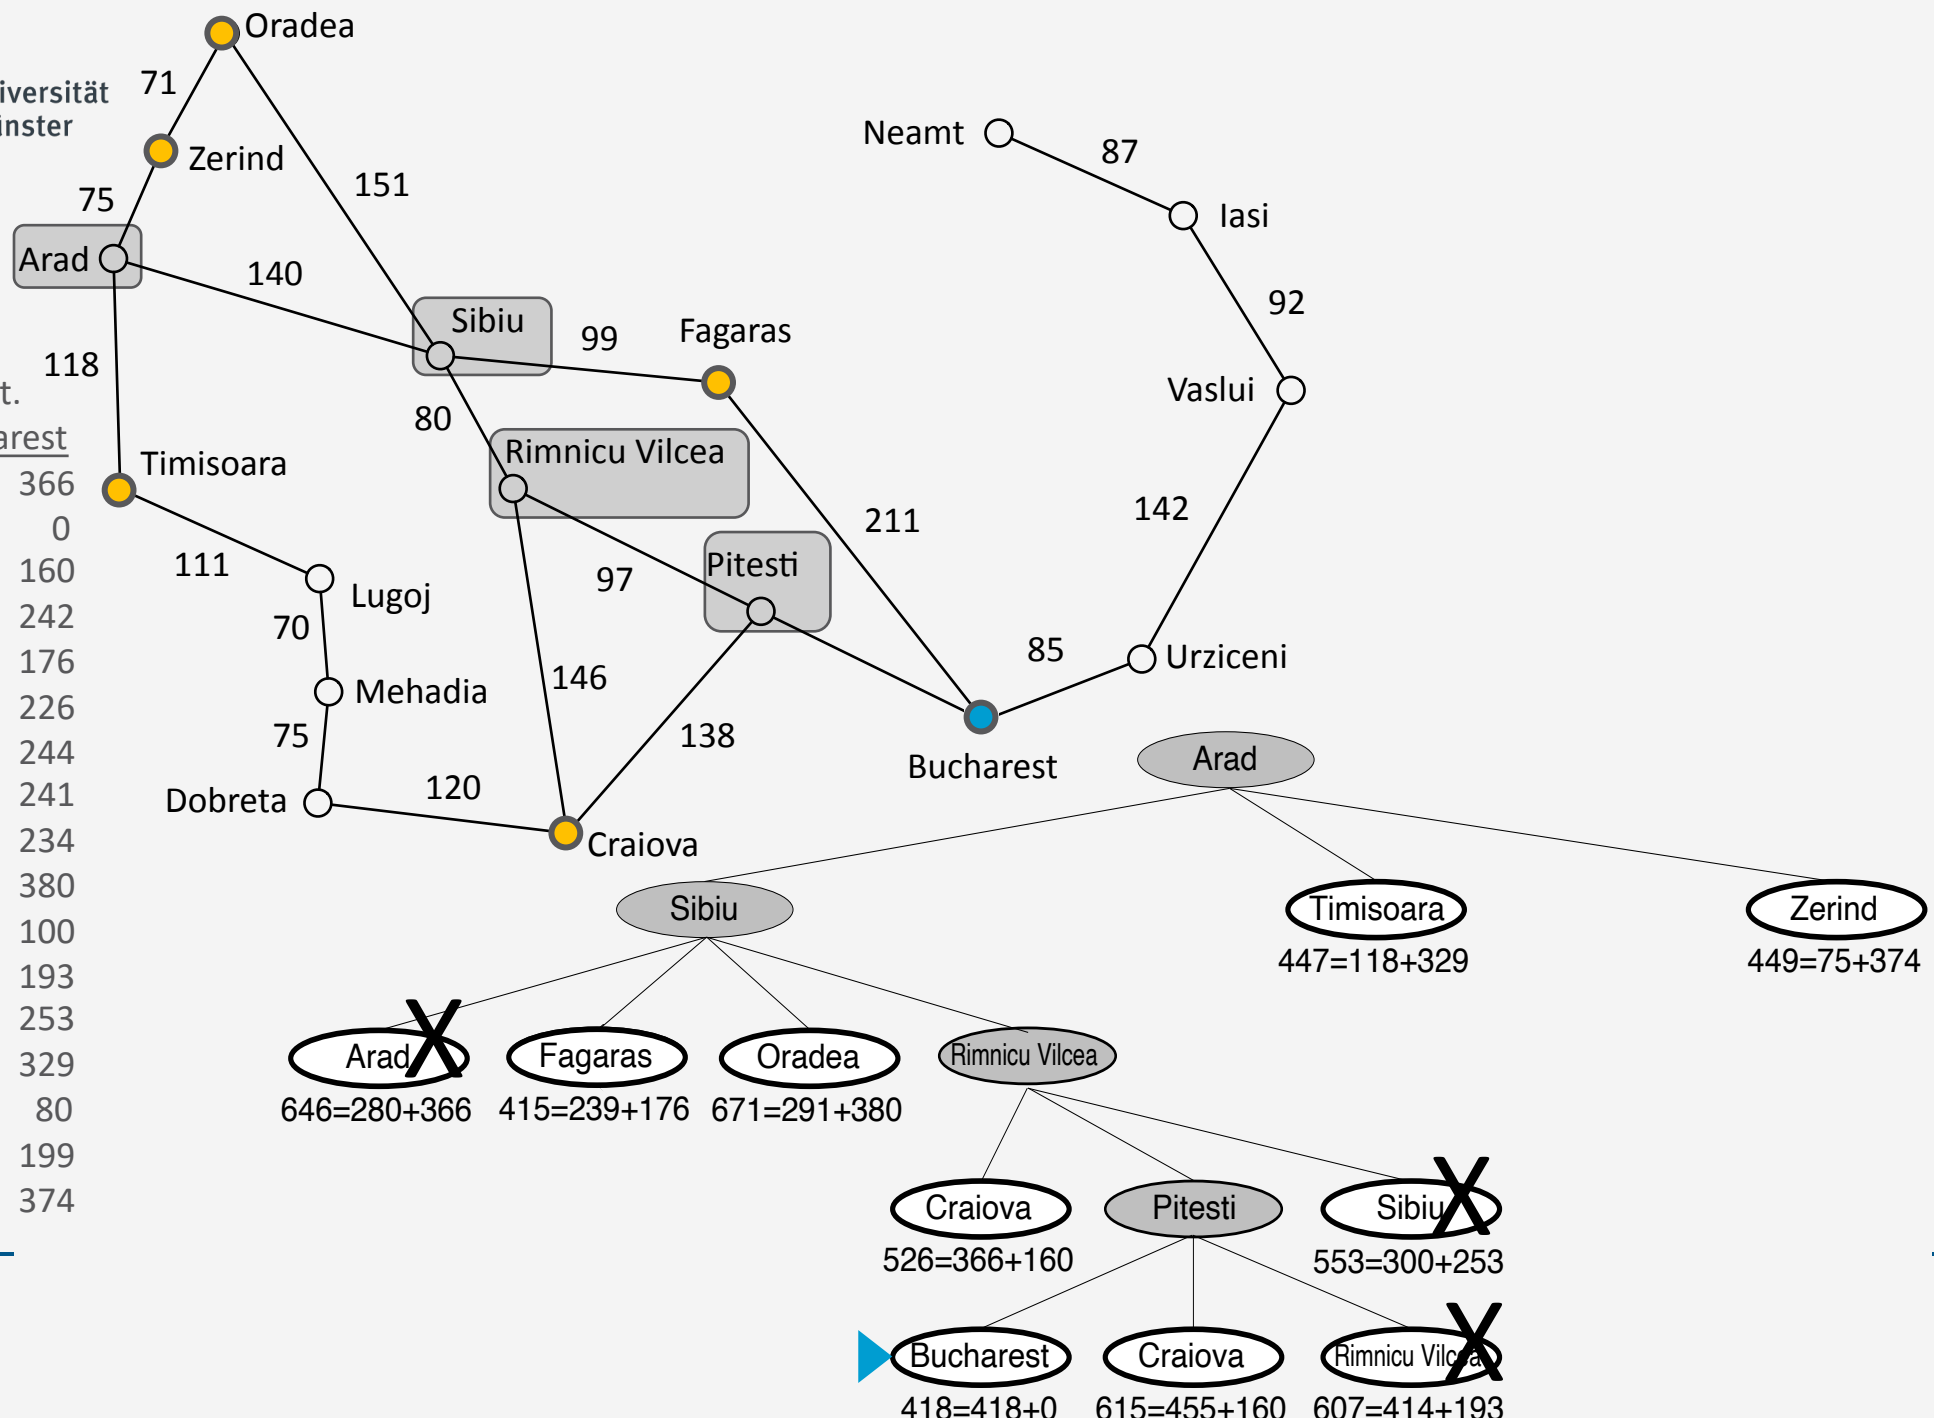 Oradea
71
iversität
Neamt
87
inster
Zerind
151
75
Iasi
Arad
140
92
Sibiu
99
Fagaras
118
t.
Vaslui
80
arest
Rimnicu Vilcea
Timisoara
366
142
211
0
111
97
Pitesti
160
Lugoj
242
70
85
Urziceni
176
146
Mehadia
226
75
138
244
Bucharest
Arad
241
120
Dobreta
234
Craiova
380
Sibiu
Timisoara
Zerind
100
447=118+329
449=75+374
193
253
X
Arad
Fagaras
Oradea
Rimnicu Vilcea
329
646=280+366
415=239+176
671=291+380
80
199
X
374
Craiova
Pitesti
Sibiu
526=366+160
553=300+253
X
Bucharest
Craiova
Rimnicu Vilcea
418=418+0
615=455+160
607=414+193